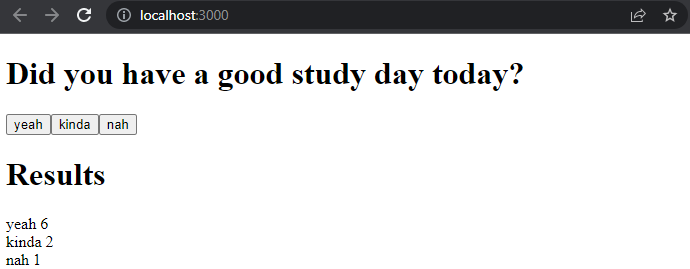 localhost:3000
Did you have a good study day today?
yeah kinda nah
Results
yeah 6
kinda 2
nah 1